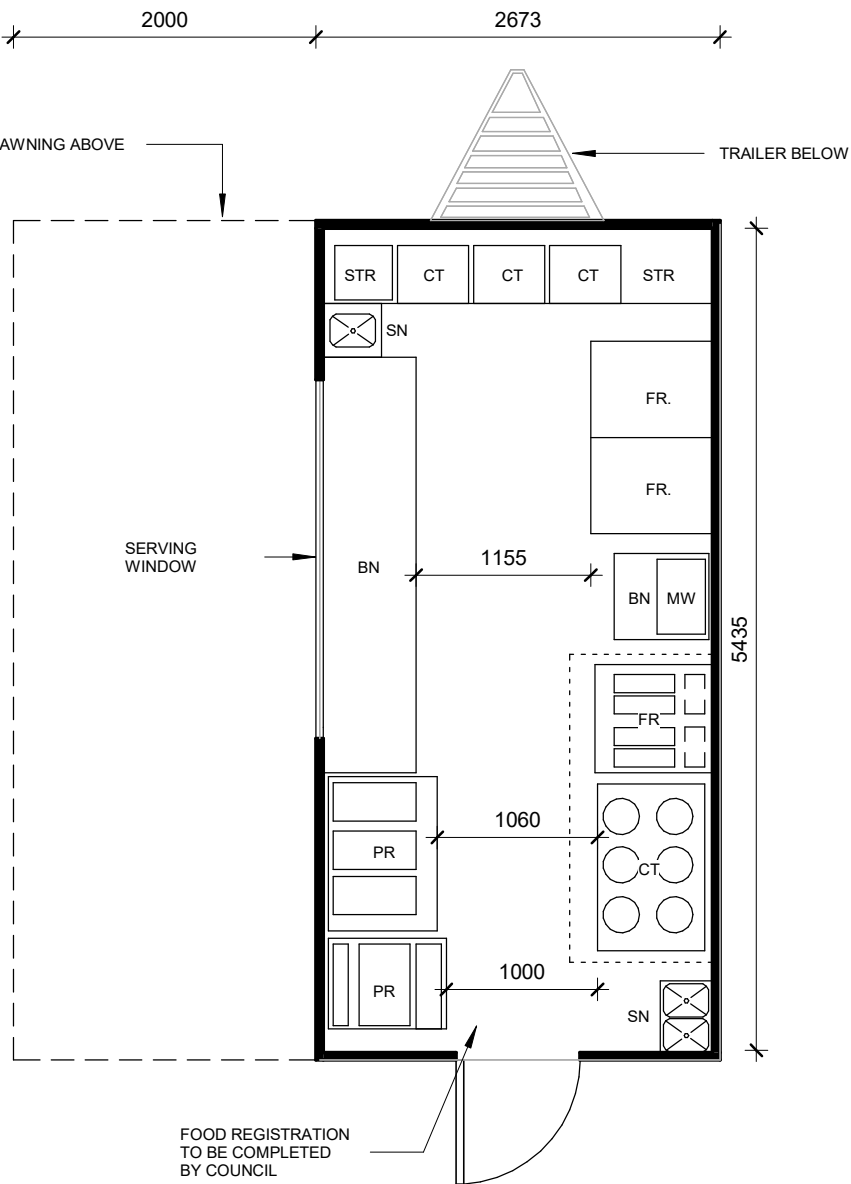 2000
2673
AWNING ABOVE
TRAILER BELOW
STR
CT
CT
CT
STR
SN
FR.
FR.
SERVING
WINDOW
BN
1155
BN
MW
5435
FR
1060
PR
CT
1000
PR
SN
FOOD REGISTRATION
TO BE COMPLETED
BY COUNCIL